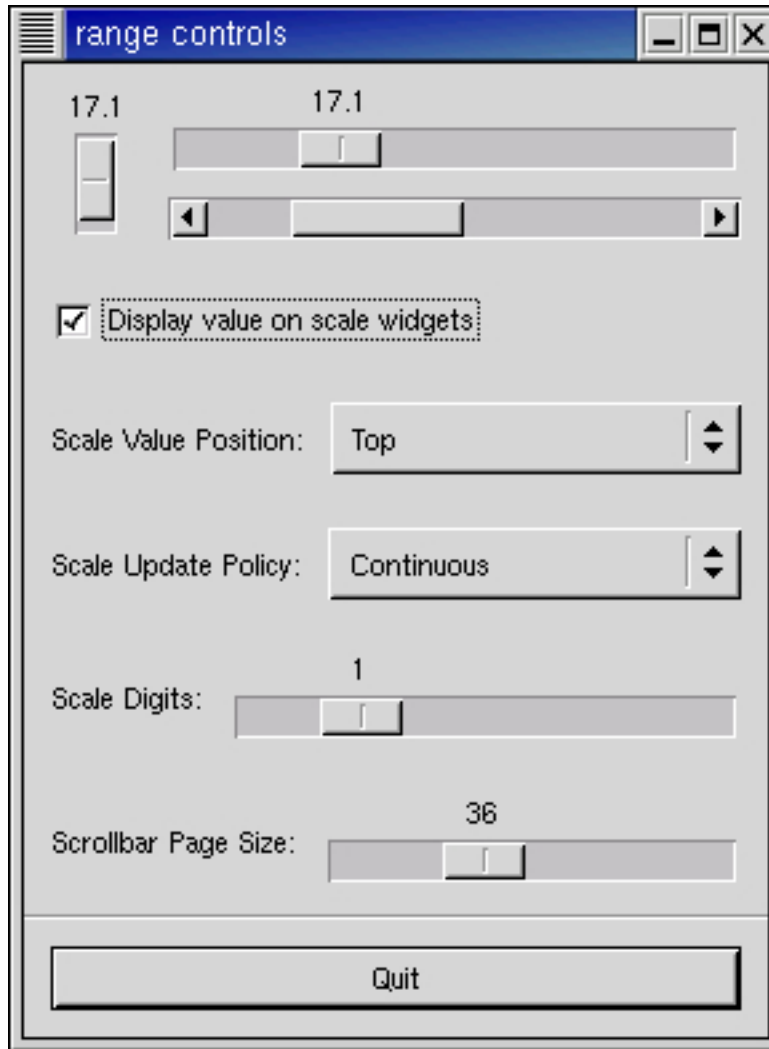 range controls
17.1 17.1
Display value on scale widgets
Scale Value Position: Top
Scale Update Policy: Continuous
1
Scale Digits:
36
Scrollbar Page Size:
Quit